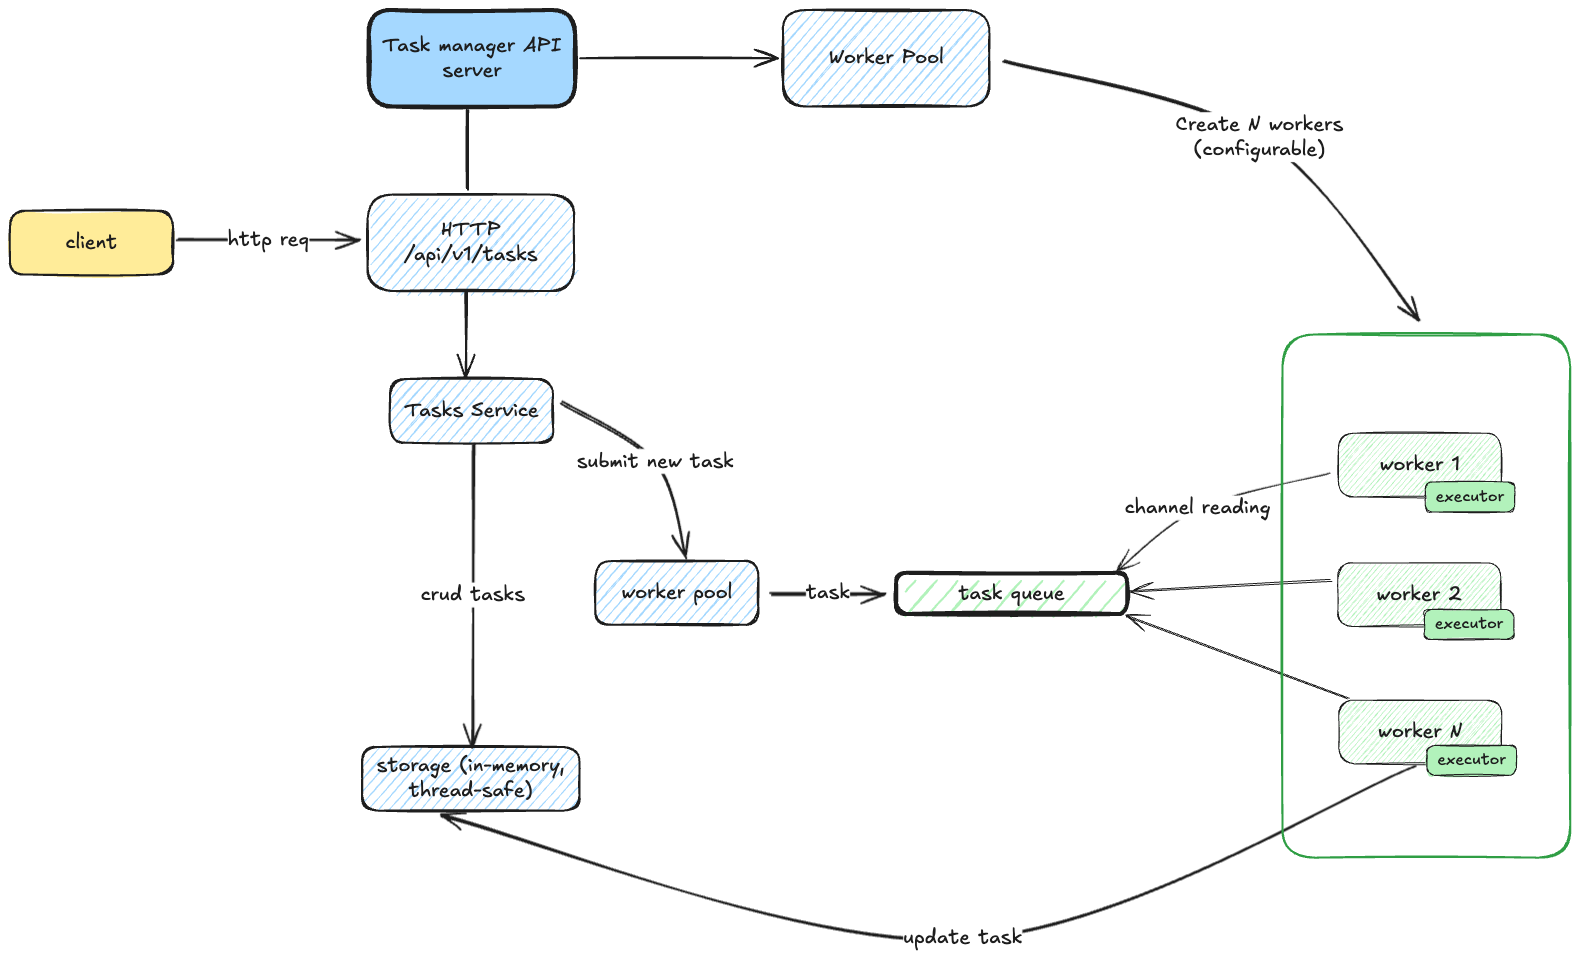 Task manager API
server
Worker Pool
Create N workers
(configurable)
client
http req
HTTP
/api/v1/tasks
Tasks Service
submit new task
worker 1
executor
channel reading
crud tasks
worker pool
task
task queue
worker 2
executor
worker N
executor
storage (in-memory,
thread-safe)
update task